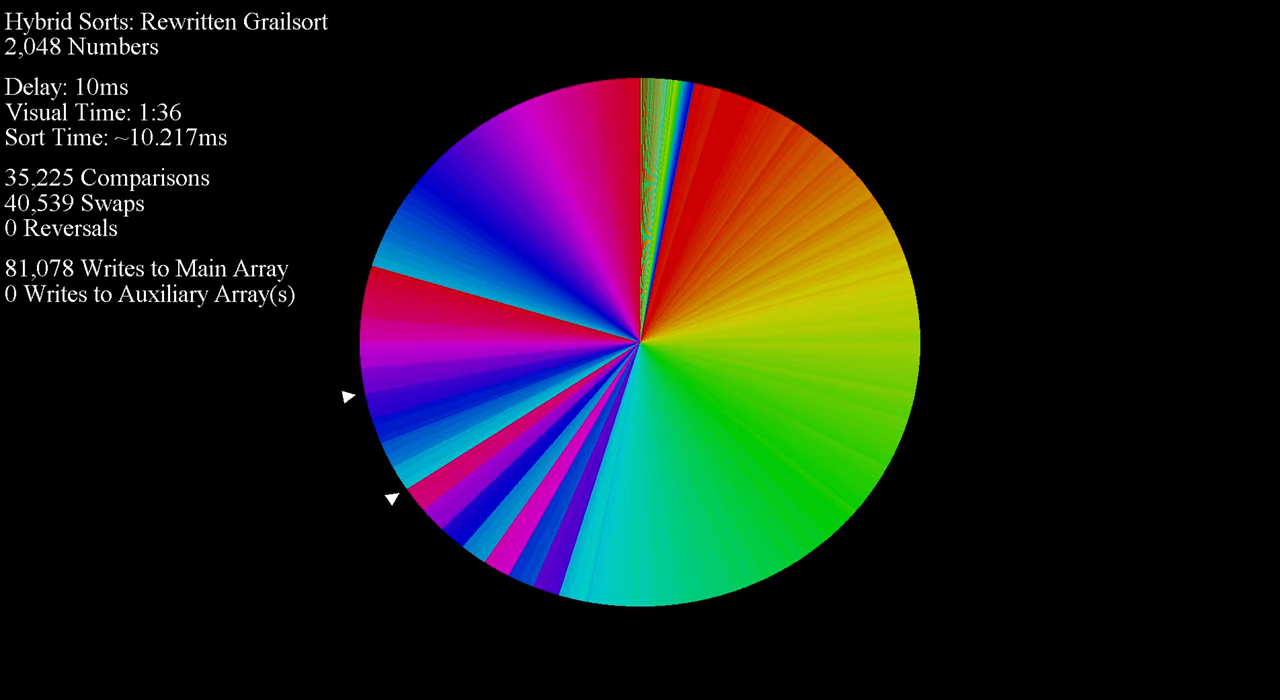 Hybrid Sorts: Rewritten Grailsort
2,048 Numbers
Delay: 10ms
Visual Time: 1:36
Sort Time: ~10.217ms
35,225 Comparisons
40,539 Swaps
0 Reversals
81,078 Writes to Main Array
0 Writes to Auxiliary Array(s)